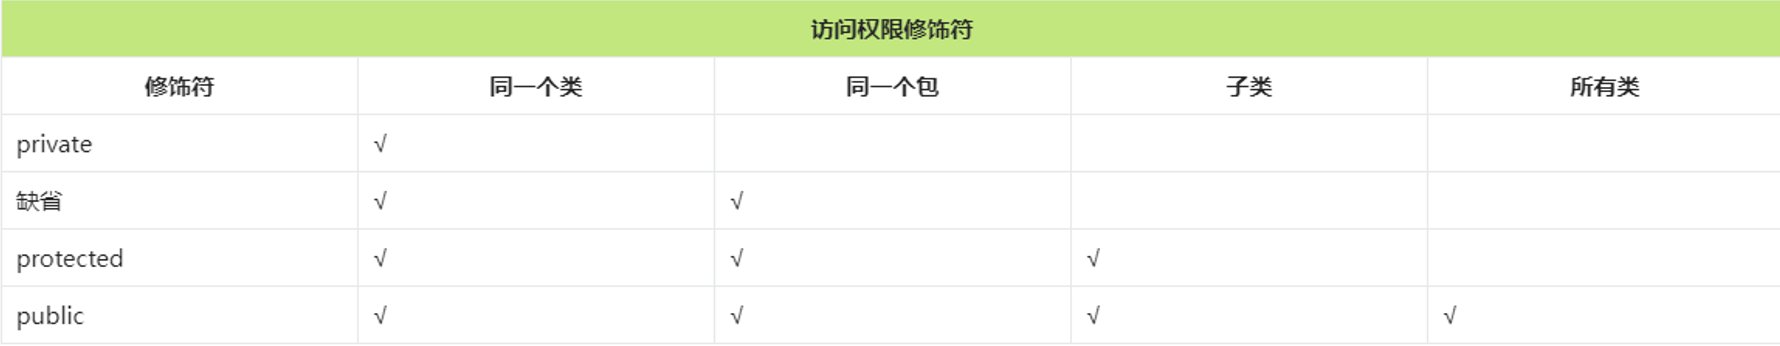 访问权限修饰符
修饰符 同一个类 同一个包 子类 所有类
private √
缺省 √ √
protected √ √ √
public √ √ √ √